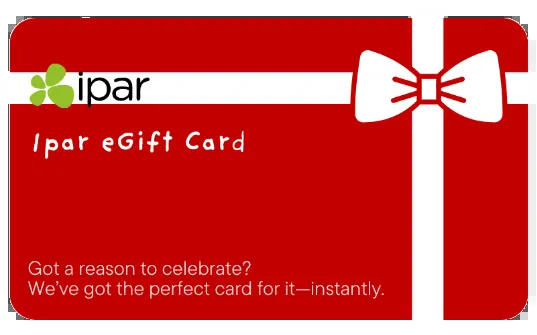 ipar
Ipar eGift Card
Got a reason to celebrate?
We've got the perfect card for it—instantly.